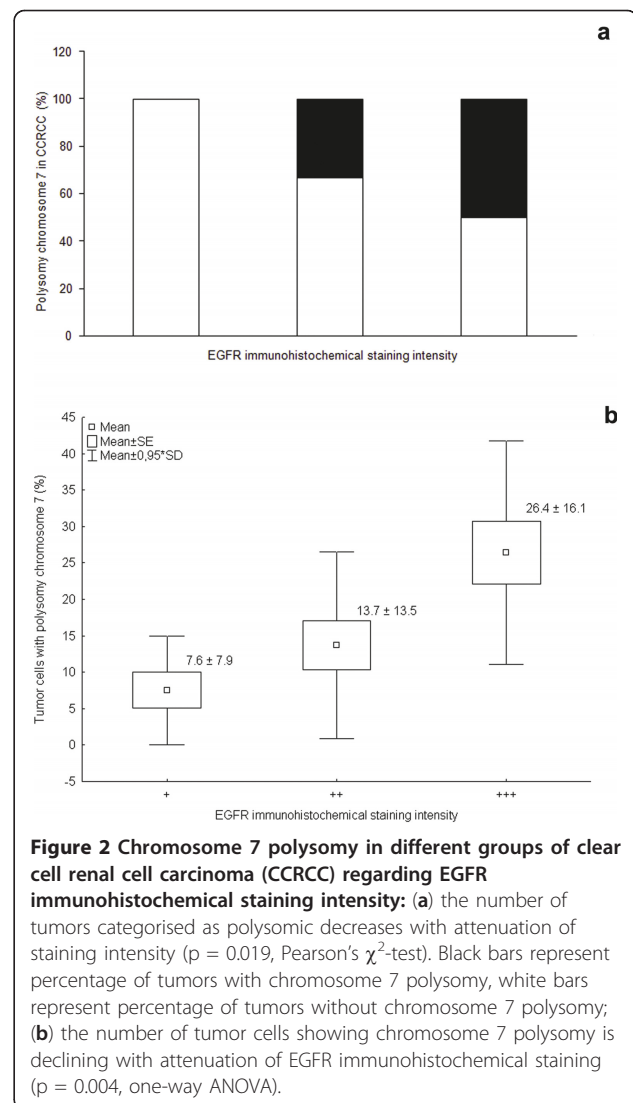 a
120
100
80
60
40
20
0
Polysomy chromosome 7 in CCRCC (%)
EGFR immunohistochemical staining intensity
b
Mean
Mean±SE
Mean±0,95*SD
45
40
35
30
25
20
15
10
5
0
-5
Tumor cells with polysomy chromosome 7 (%)
7.6 ± 7.9
13.7 ± 13.5
26.4 ± 16.1
+ ++ +++
EGFR immunohistochemical staining intensity
Figure 2 Chromosome 7 polysomy in different groups of clear
cell renal cell carcinoma (CCRCC) regarding EGFR
immunohistochemical staining intensity: (a) the number of
tumors categorised as polysomic decreases with attenuation of
staining intensity (p = 0.019, Pearson's χ²-test). Black bars represent
percentage of tumors with chromosome 7 polysomy, white bars
represent percentage of tumors without chromosome 7 polysomy;
(b) the number of tumor cells showing chromosome 7 polysomy is
declining with attenuation of EGFR immunohistochemical staining
(p = 0.004, one-way ANOVA).